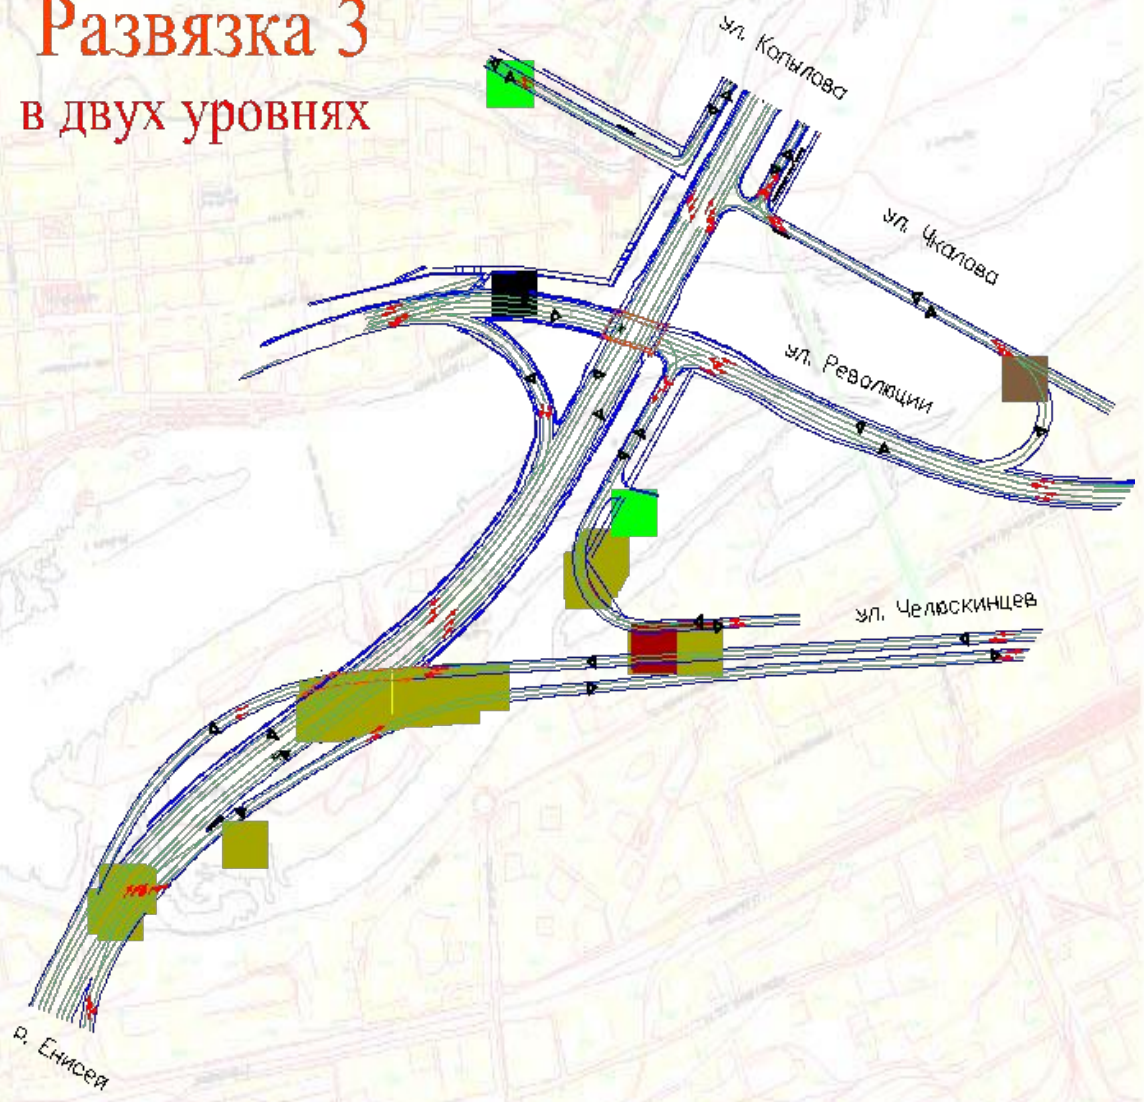 Развязка 3
в двух уровнях
ул. Копылова
ул. Чкалова
ул. Революции
ул. Челюскинцев
р. Енисей